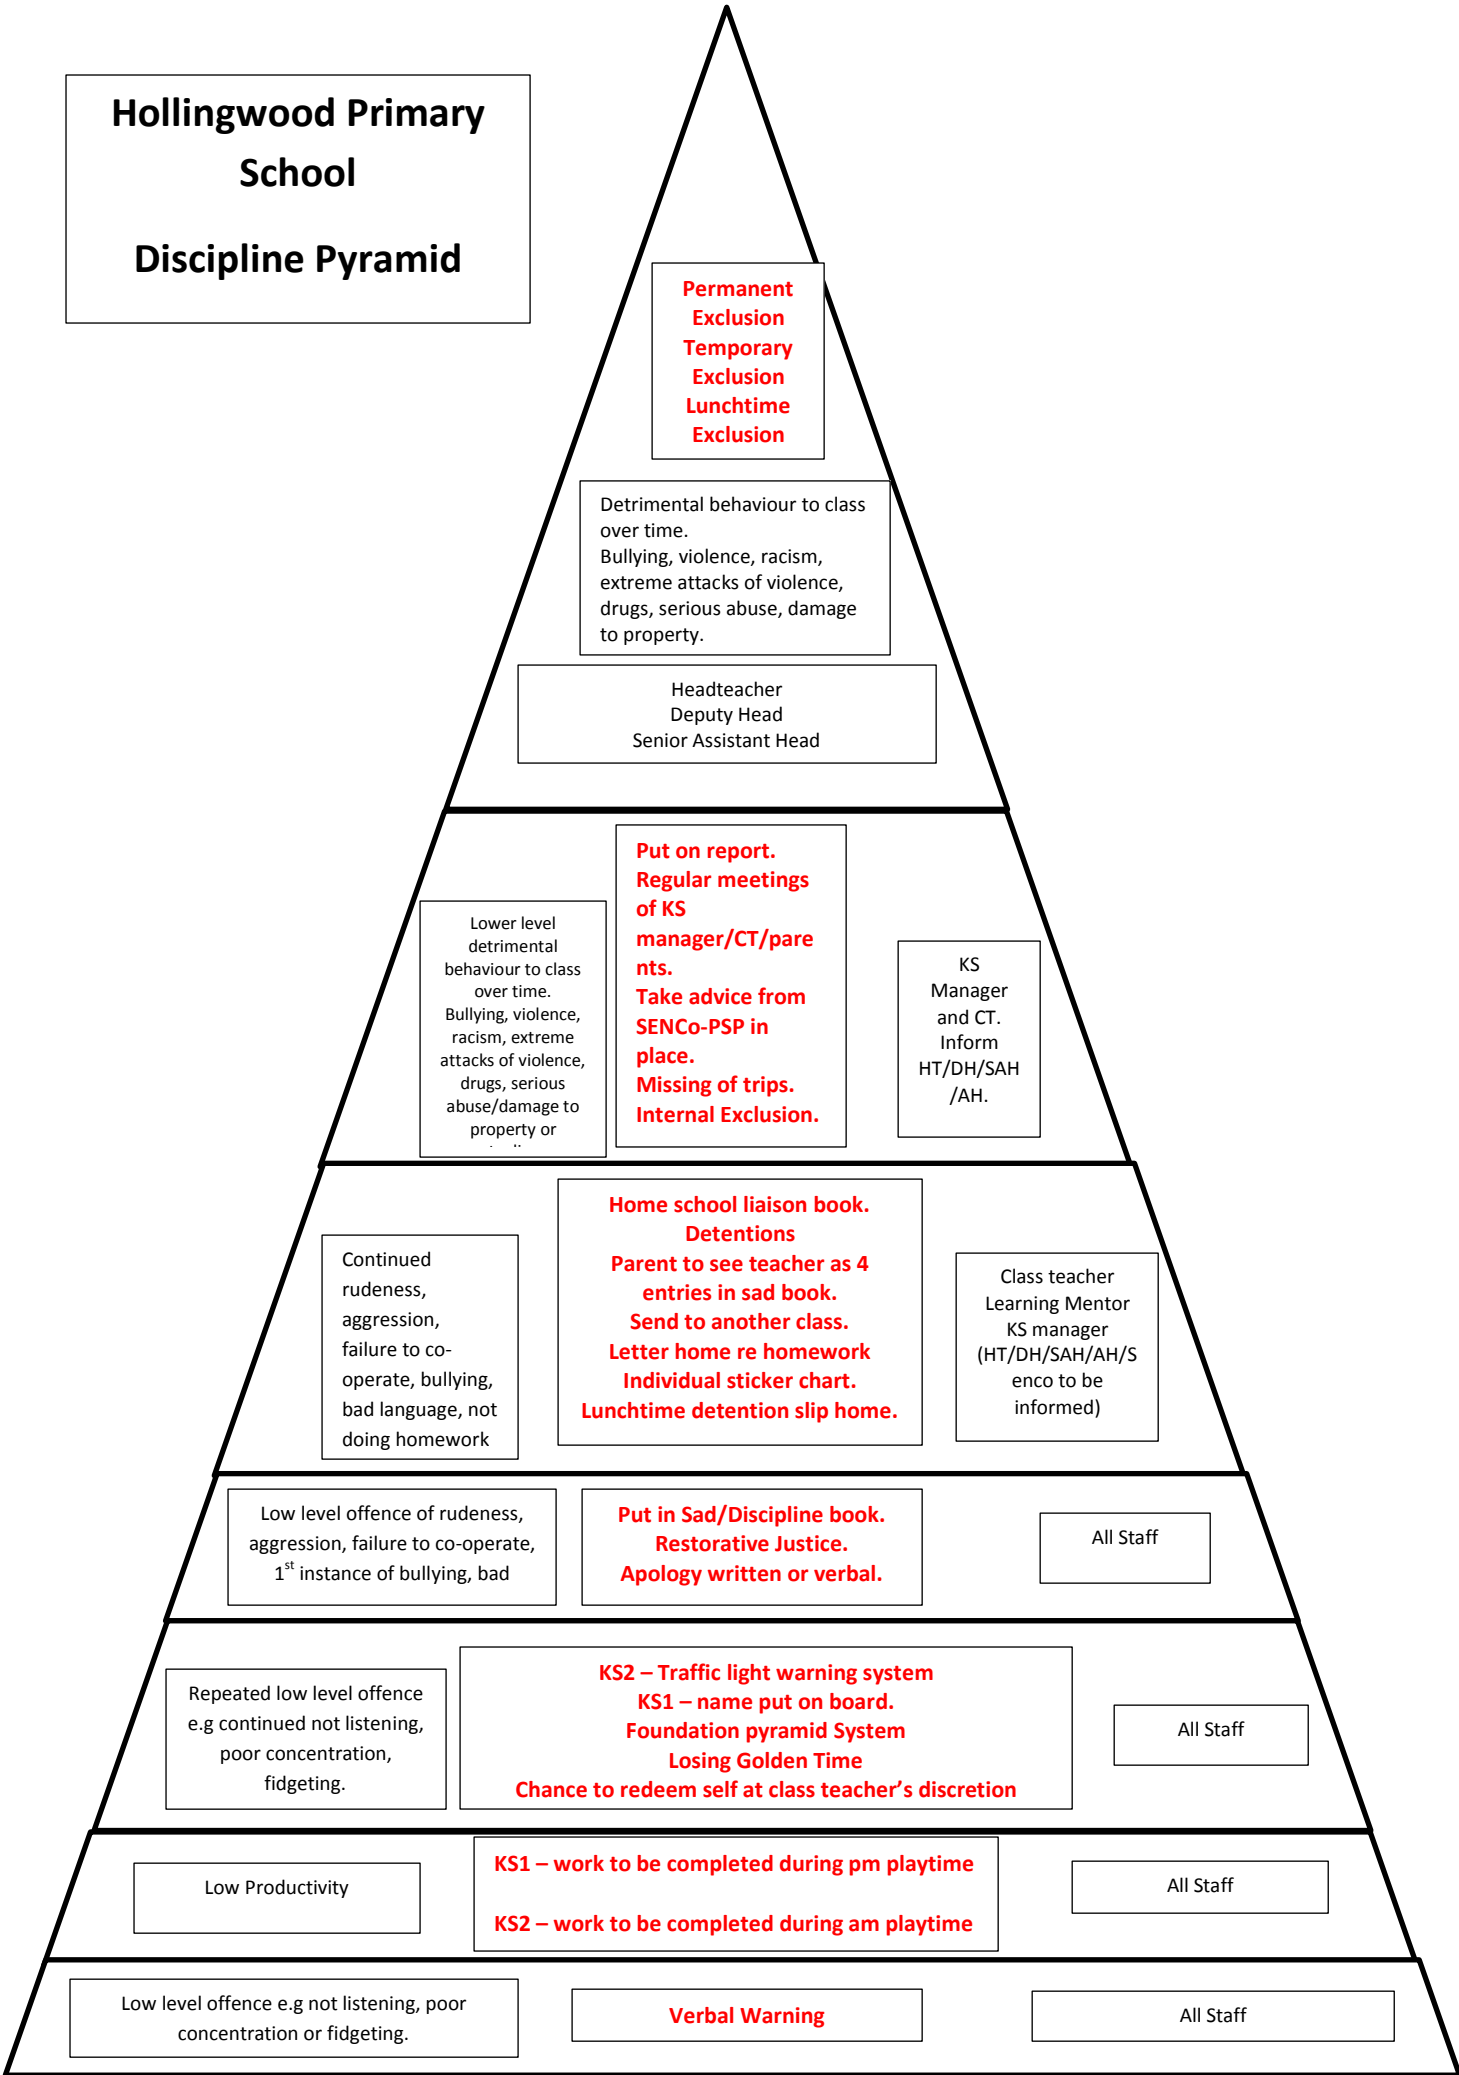 Hollingwood Primary
School
Discipline Pyramid
Permanent
Exclusion
Temporary
Exclusion
Lunchtime
Exclusion
Detrimental behaviour to class
over time.
Bullying, violence, racism,
extreme attacks of violence,
drugs, serious abuse, damage
to property.
Headteacher
Deputy Head
Senior Assistant Head
Lower level
detrimental
behaviour to class
over time.
Bullying, violence,
racism, extreme
attacks of violence,
drugs, serious
abuse/damage to
property or
Put on report.
Regular meetings
of KS
manager/CT/pare
nts.
Take advice from
SENCo-PSP in
place.
Missing of trips.
Internal Exclusion.
KS
Manager
and CT.
Inform
HT/DH/SAH
/AH.
Continued
rudeness,
aggression,
failure to co-
operate, bullying,
bad language, not
doing homework
Home school liaison book.
Detentions
Parent to see teacher as 4
entries in sad book.
Send to another class.
Letter home re homework
Individual sticker chart.
Lunchtime detention slip home.
Class teacher
Learning Mentor
KS manager
(HT/DH/SAH/AH/S
enco to be
informed)
Low level offence of rudeness,
aggression, failure to co-operate,
1st instance of bullying, bad
Put in Sad/Discipline book.
Restorative Justice.
Apology written or verbal.
All Staff
Repeated low level offence
e.g continued not listening,
poor concentration,
fidgeting.
KS2 – Traffic light warning system
KS1 – name put on board.
Foundation pyramid System
Losing Golden Time
Chance to redeem self at class teacher’s discretion
All Staff
Low Productivity
KS1 – work to be completed during pm playtime
KS2 – work to be completed during am playtime
All Staff
Low level offence e.g not listening, poor
concentration or fidgeting.
Verbal Warning
All Staff